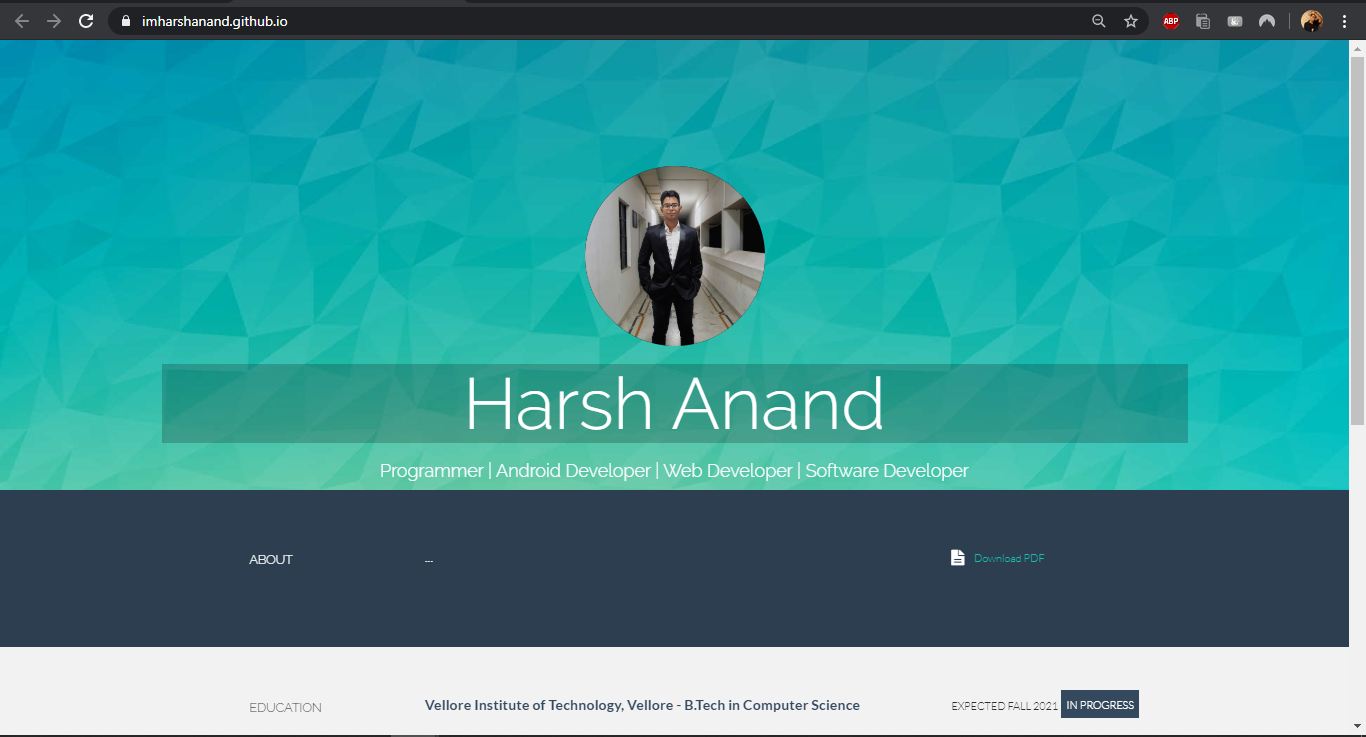 imharshanand.github.io
ABP
Harsh Anand
Programmer | Android Developer | Web Developer | Software Developer
ABOUT ... Download PDF
EDUCATION Vellore Institute of Technology, Vellore - B.Tech in Computer Science EXPECTED FALL 2021 IN PROGRESS